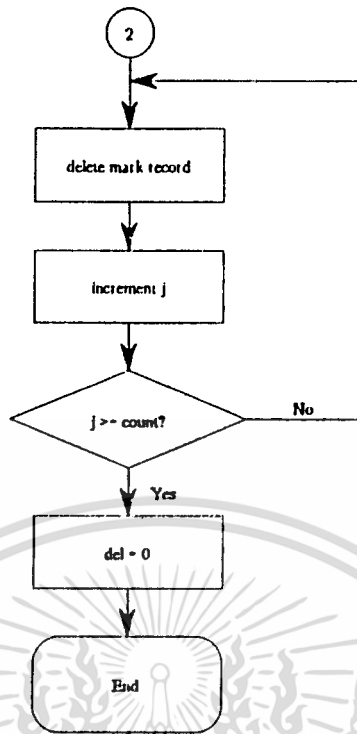 2
delete mark record
increment j
j >= count?
No
Yes
del = 0
End